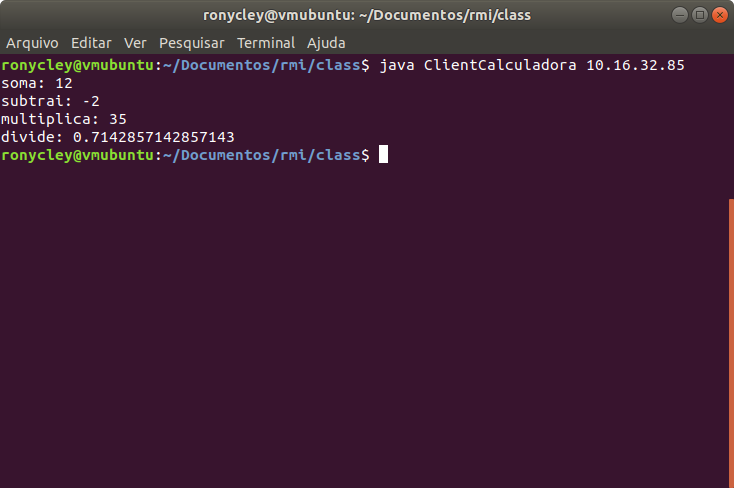 ronycley@vmubuntu: ~/Documentos/rmi/class
Arquivo Editar Ver Pesquisar Terminal Ajuda
ronycley@vmubuntu:~/Documentos/rmi/class$ java ClientCalculadora 10.16.32.85
soma: 12
subtrai: -2
multiplica: 35
divide: 0.7142857142857143
ronycley@vmubuntu:~/Documentos/rmi/class$